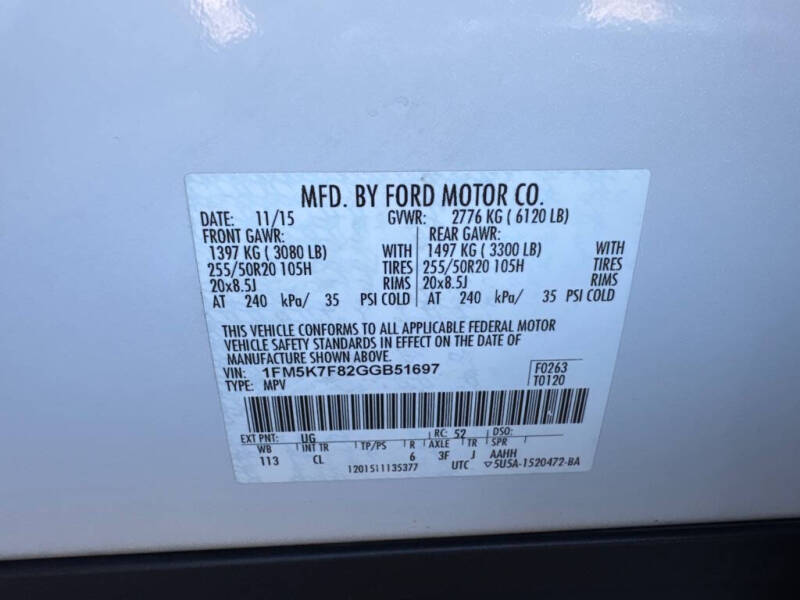 MFD. BY FORD MOTOR CO.
DATE: 11/15 GVWR: 2776 KG ( 6120 LB)
FRONT GAWR: REAR GAWR:
1397 KG ( 3080 LB) WITH 1497 KG ( 3300 LB) WITH
255/50R20 105H TIRES 255/50R20 105H TIRES
20x8.5J RIMS 20x8.5J RIMS
AT 240 kPa/ 35 PSI COLD AT 240 kPa/ 35 PSI COLD
THIS VEHICLE CONFORMS TO ALL APPLICABLE FEDERAL MOTOR
VEHICLE SAFETY STANDARDS IN EFFECT ON THE DATE OF
MANUFACTURE SHOWN ABOVE.
VIN: 1FM5K7F82GGB51697 F0263
TYPE: MPV T0120
EXT PNT: UG RC: 52 DSO:
WB INT TR TP/PS R AXLE TR SPR
113 CL 6 3F J AAHH
1201511135377 UTC ▽5U5A-1520472-BA